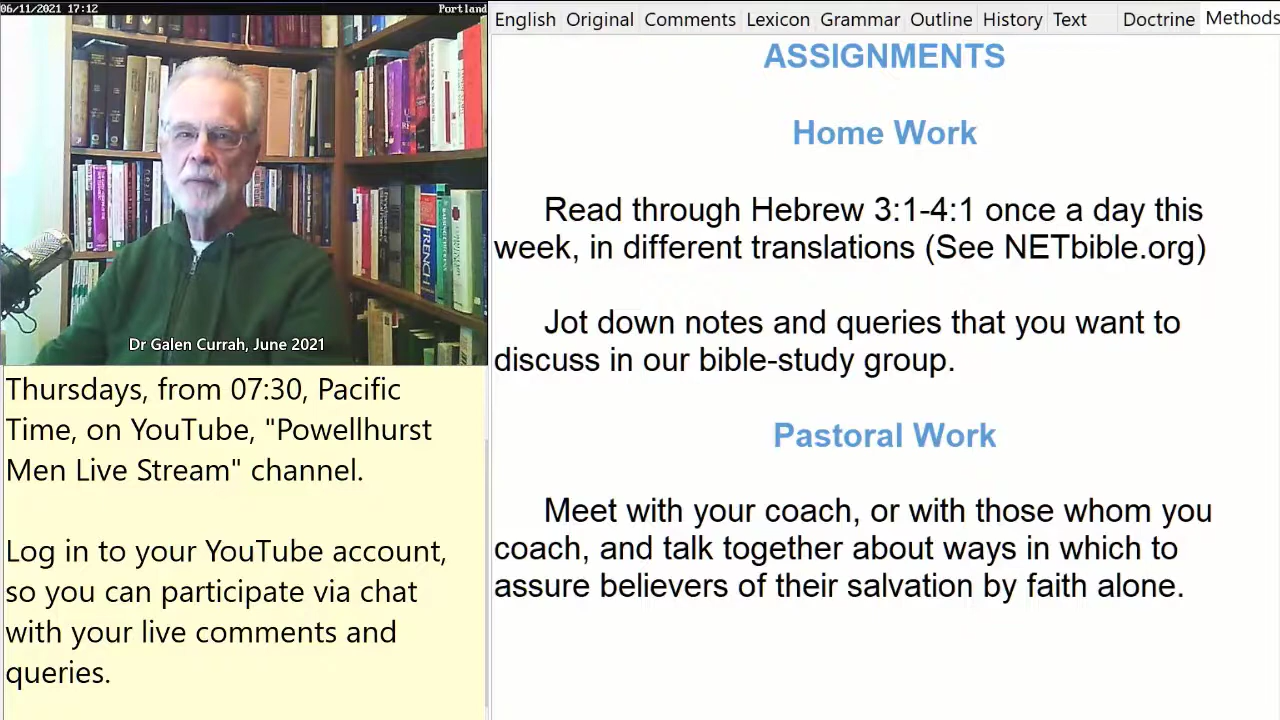 06/11/2021 17:12
Portland
English Original Comments Lexicon Grammar Outline History Text Doctrine Methods
Dr Galen Currah, June 2021
FRENCH
Thursdays, from 07:30, Pacific
Time, on YouTube, "Powellhurst
Men Live Stream" channel.
Log in to your YouTube account,
so you can participate via chat
with your live comments and
queries.
ASSIGNMENTS
Home Work
Read through Hebrew 3:1-4:1 once a day this
week, in different translations (See NETbible.org)
Jot down notes and queries that you want to
discuss in our bible-study group.
Pastoral Work
Meet with your coach, or with those whom you
coach, and talk together about ways in which to
assure believers of their salvation by faith alone.